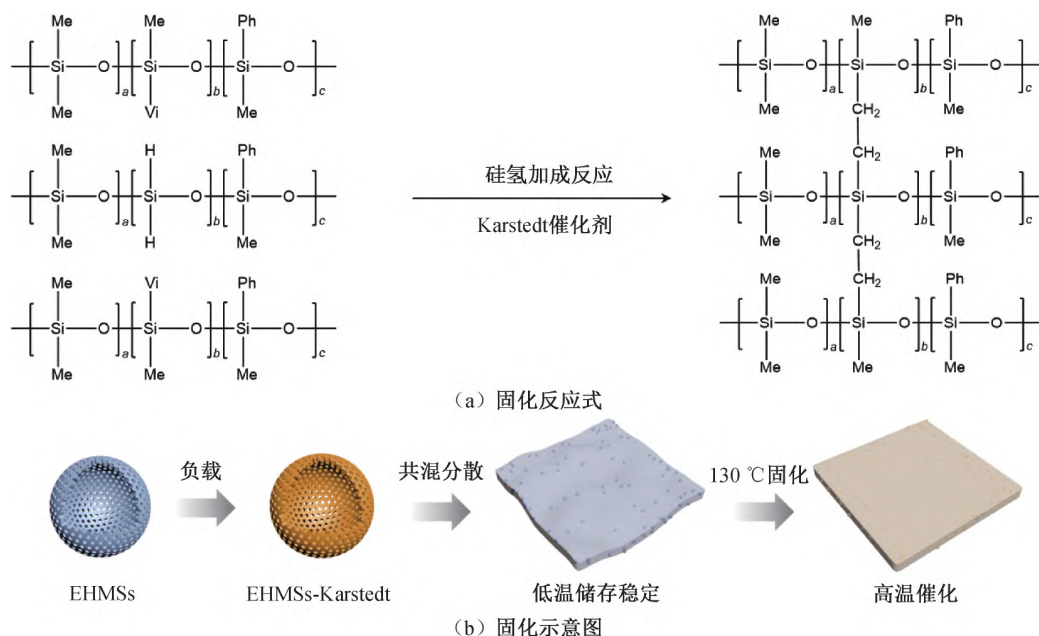 Me Me Ph Me Me Ph
Si O Si O Si O Si O Si O Si O
a b c a b c
Me Vi Me Me CH2 Me
Me H Ph Me CH2 Ph
硅氢加成反应
Si O Si O Si O Si O Si O Si O
Karstedt催化剂
a b c a b c
Me H Me Me CH2 Me
Me Vi Ph Me CH2 Ph
Si O Si O Si O Si O Si O Si O
a b c a b c
Me Me Me Me Me Me
（a）固化反应式
负载 共混分散 130 ℃固化
EHMSs EHMSs-Karstedt 低温储存稳定 高温催化
（b）固化示意图